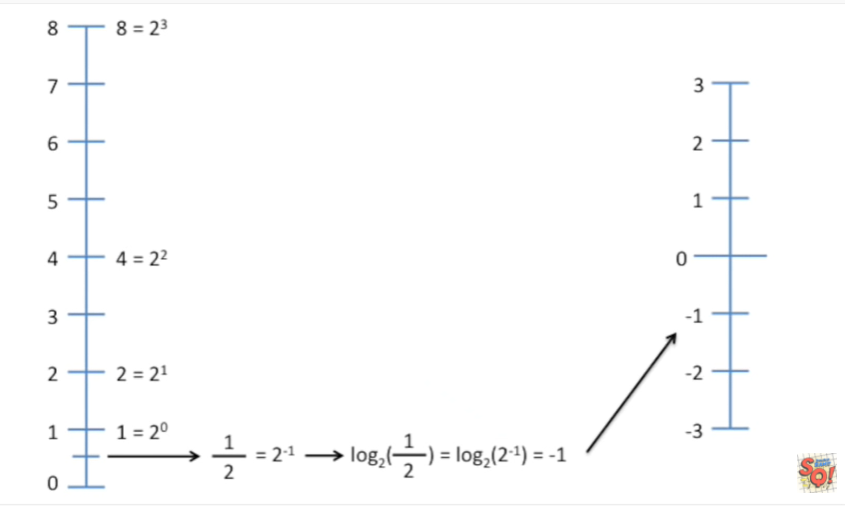 8 8 = 2³
7
6
5
4 4 = 2²
3
2 2 = 2¹
1 1 = 2⁰
1/2 = 2⁻¹ → log₂(1/2) = log₂(2⁻¹) = -1
0
3
2
1
0
-1
-2
-3
SQ!